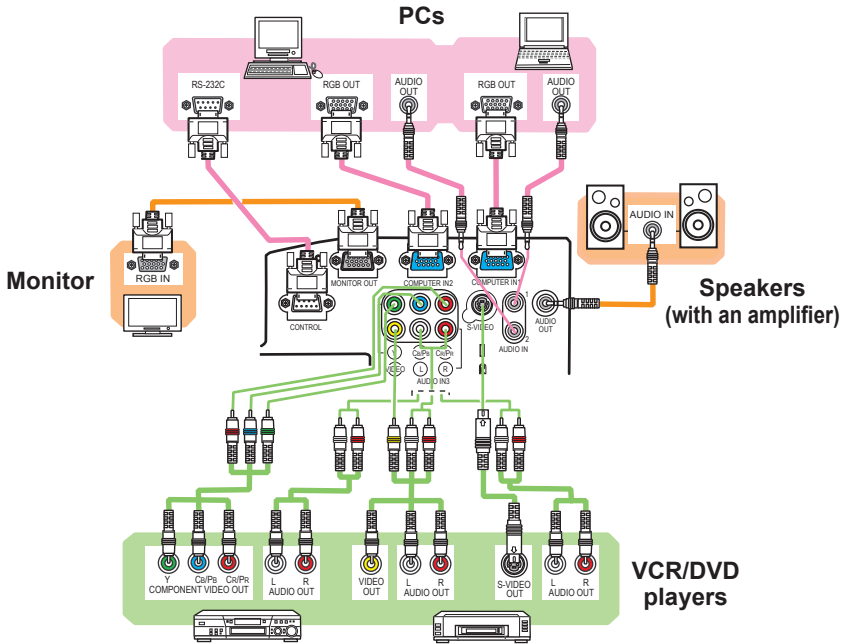 PCs
RS-232C
RGB OUT
AUDIO OUT
RGB OUT
AUDIO OUT
Monitor
RGB IN
AUDIO IN
Speakers
(with an amplifier)
CONTROL
MONITOR OUT
COMPUTER IN2
COMPUTER IN1
S-VIDEO
1
2
AUDIO IN
AUDIO OUT
Y
CB/PB
CR/PR
VIDEO
L
R
AUDIO IN3
Y
CB/PB
CR/PR
COMPONENT VIDEO OUT
L
R
AUDIO OUT
VIDEO OUT
L
R
AUDIO OUT
S-VIDEO OUT
L
R
AUDIO OUT
VCR/DVD
players